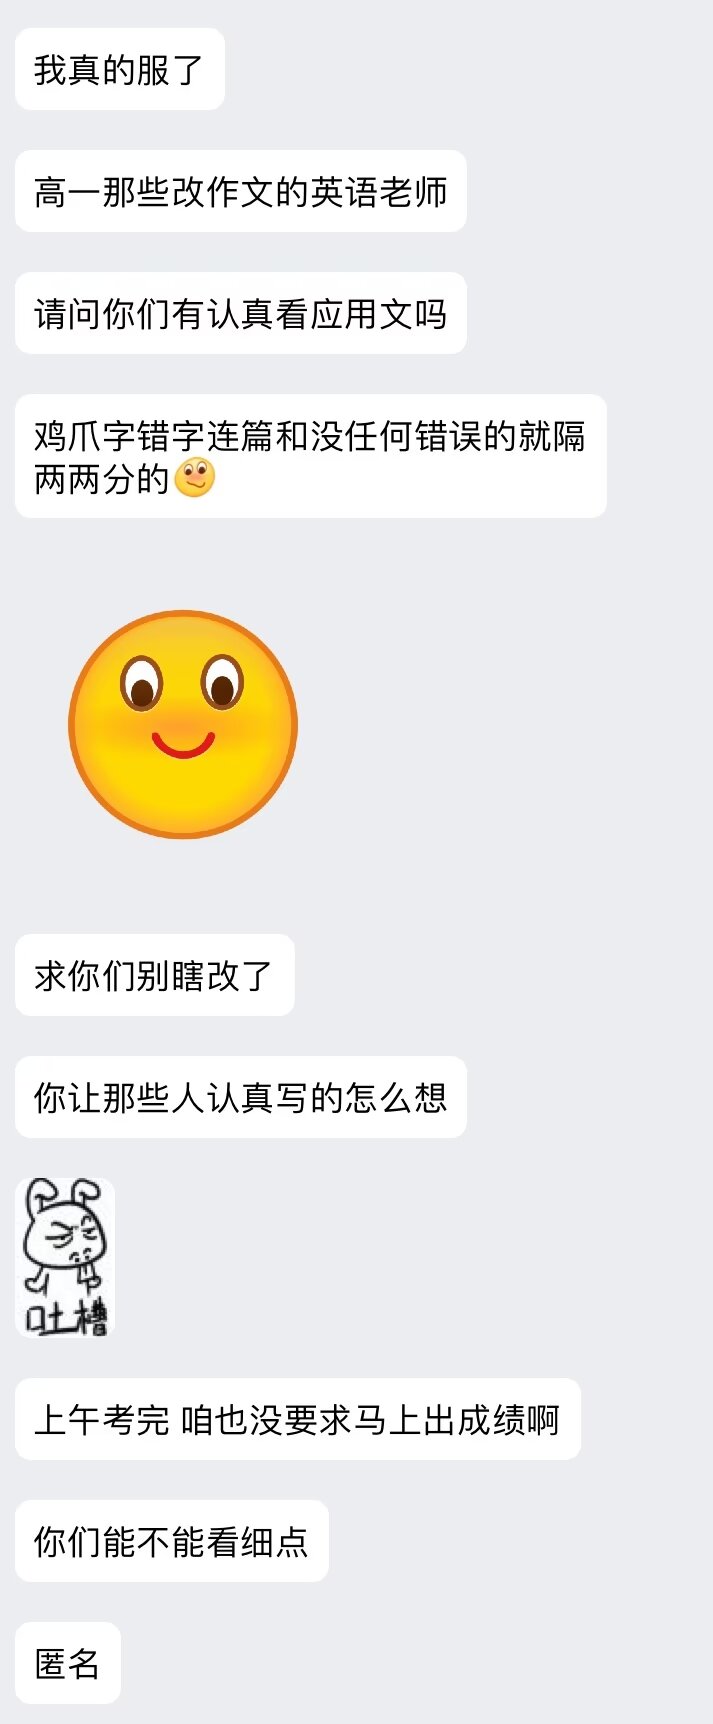 我真的服了
高一那些改作文的英语老师
请问你们有认真看应用文吗
鸡爪字错字连篇和没任何错误的就隔
两两分的
求你们别瞎改了
你让那些人认真写的怎么想
吐槽
上午考完 咱也没要求马上出成绩啊
你们能不能看细点
匿名